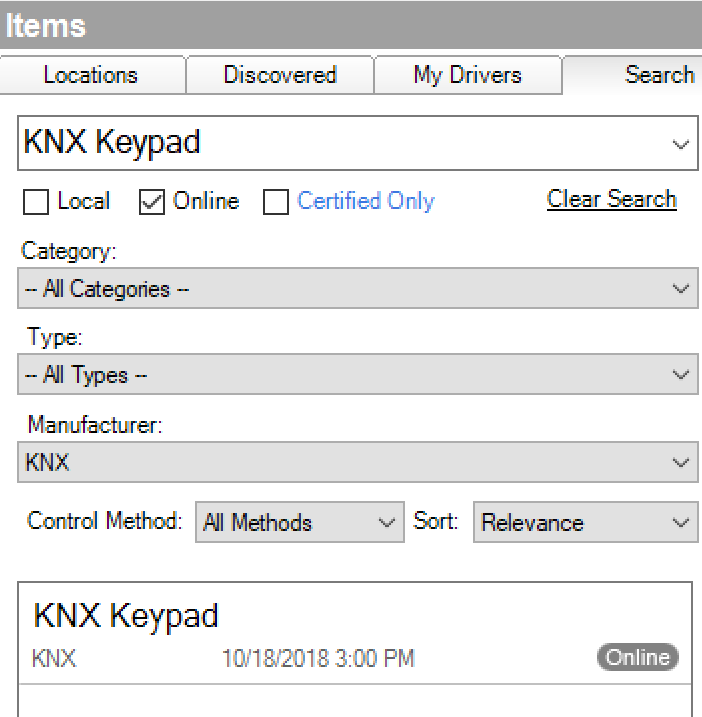 Items
Locations Discovered My Drivers Search
KNX Keypad
Local Online Certified Only Clear Search
Category:
-- All Categories --
Type:
-- All Types --
Manufacturer:
KNX
Control Method: All Methods Sort: Relevance
KNX Keypad
KNX 10/18/2018 3:00 PM Online